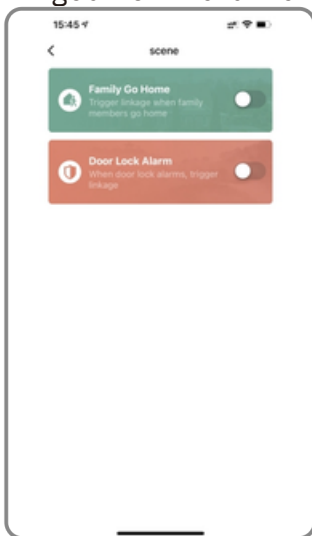 15:45
scene
Family Go Home
Trigger linkage when family
members go home
Door Lock Alarm
When door lock alarms, trigger
linkage